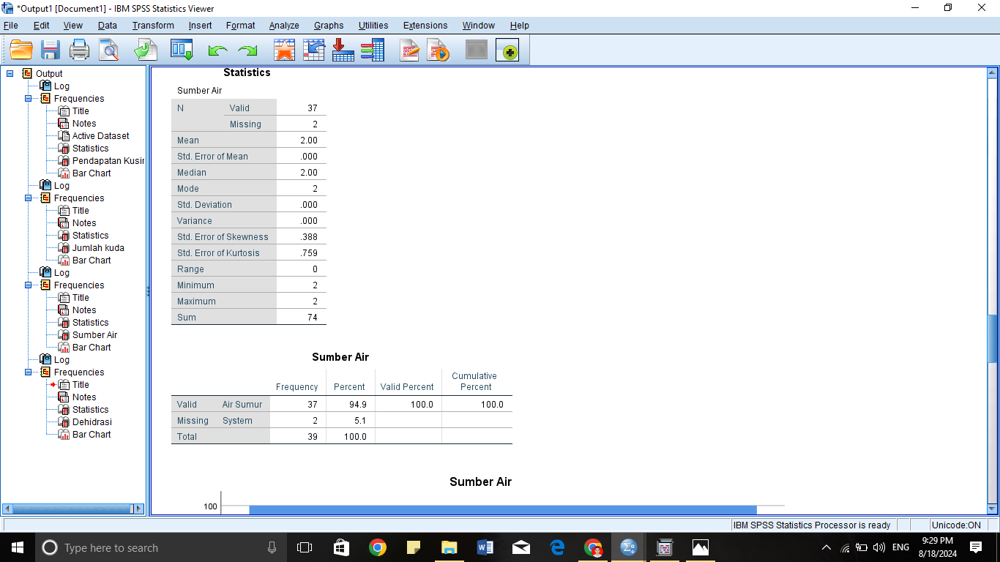 *Output1 [Document1] - IBM SPSS Statistics Viewer
File Edit View Data Transform Insert Format Analyze Graphs Utilities Extensions Window Help
Output
Log
Frequencies
Title
Notes
Active Dataset
Statistics
Pendapatan Kusir
Bar Chart
Log
Frequencies
Title
Notes
Statistics
Jumlah kuda
Bar Chart
Log
Frequencies
Title
Notes
Statistics
Sumber Air
Bar Chart
Log
Frequencies
Title
Notes
Statistics
Dehidrasi
Bar Chart
Statistics
Sumber Air
N Valid 37
Missing 2
Mean 2.00
Std. Error of Mean .000
Median 2.00
Mode 2
Std. Deviation .000
Variance .000
Std. Error of Skewness .388
Std. Error of Kurtosis .759
Range 0
Minimum 2
Maximum 2
Sum 74
Sumber Air
Frequency Percent Valid Percent Cumulative Percent
Valid Air Sumur 37 94.9 100.0 100.0
Missing System 2 5.1
Total 39 100.0
Sumber Air
100
IBM SPSS Statistics Processor is ready Unicode:ON
Type here to search
ENG
9:29 PM
8/18/2024